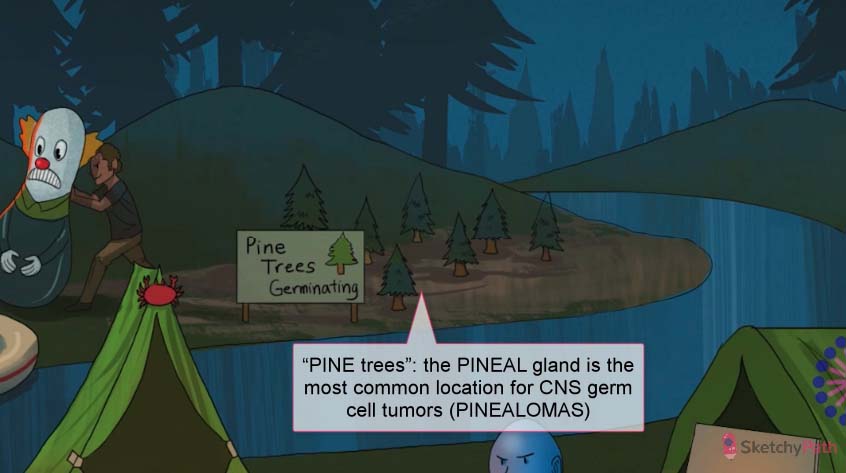 Pine
Trees
Germinating
“PINE trees”: the PINEAL gland is the
most common location for CNS germ
cell tumors (PINEALOMAS)
SketchyPath